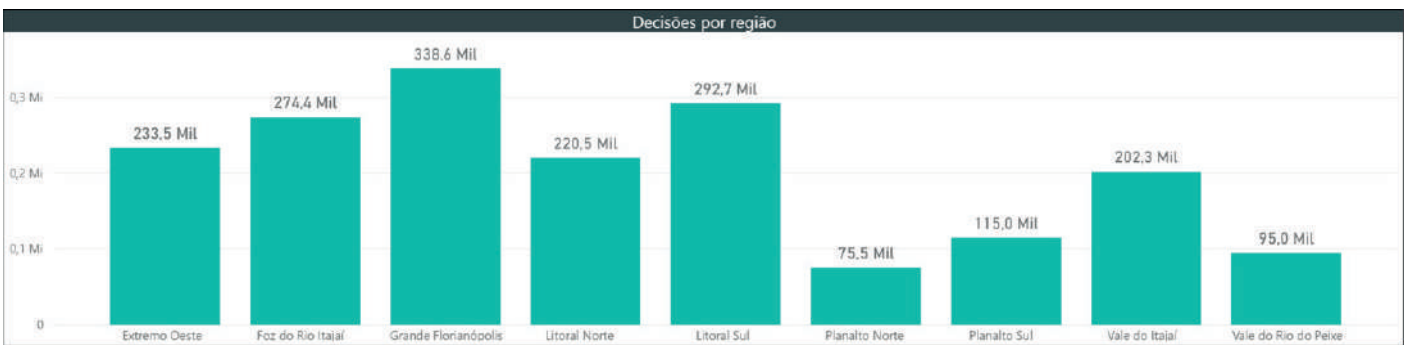 Decisões por região
338.6 Mil
0,3 Mi
274,4 Mil
292,7 Mil
233,5 Mil
220,5 Mil
202,3 Mil
0,2 Mi
115,0 Mil
0,1 Mi
75,5 Mil
95,0 Mil
0
Extremo Oeste
Foz do Rio Itajaí
Grande Florianópolis
Litoral Norte
Litoral Sul
Planalto Norte
Planalto Sul
Vale do Itajaí
Vale do Rio do Peixe